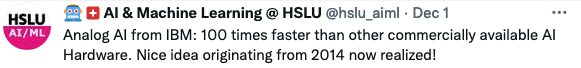 HSLU
AI/ML
🤖🇨🇭 AI & Machine Learning @ HSLU @hslu_aiml · Dec 1 ···
Analog AI from IBM: 100 times faster than other commercially available AI
Hardware. Nice idea originating from 2014 now realized!